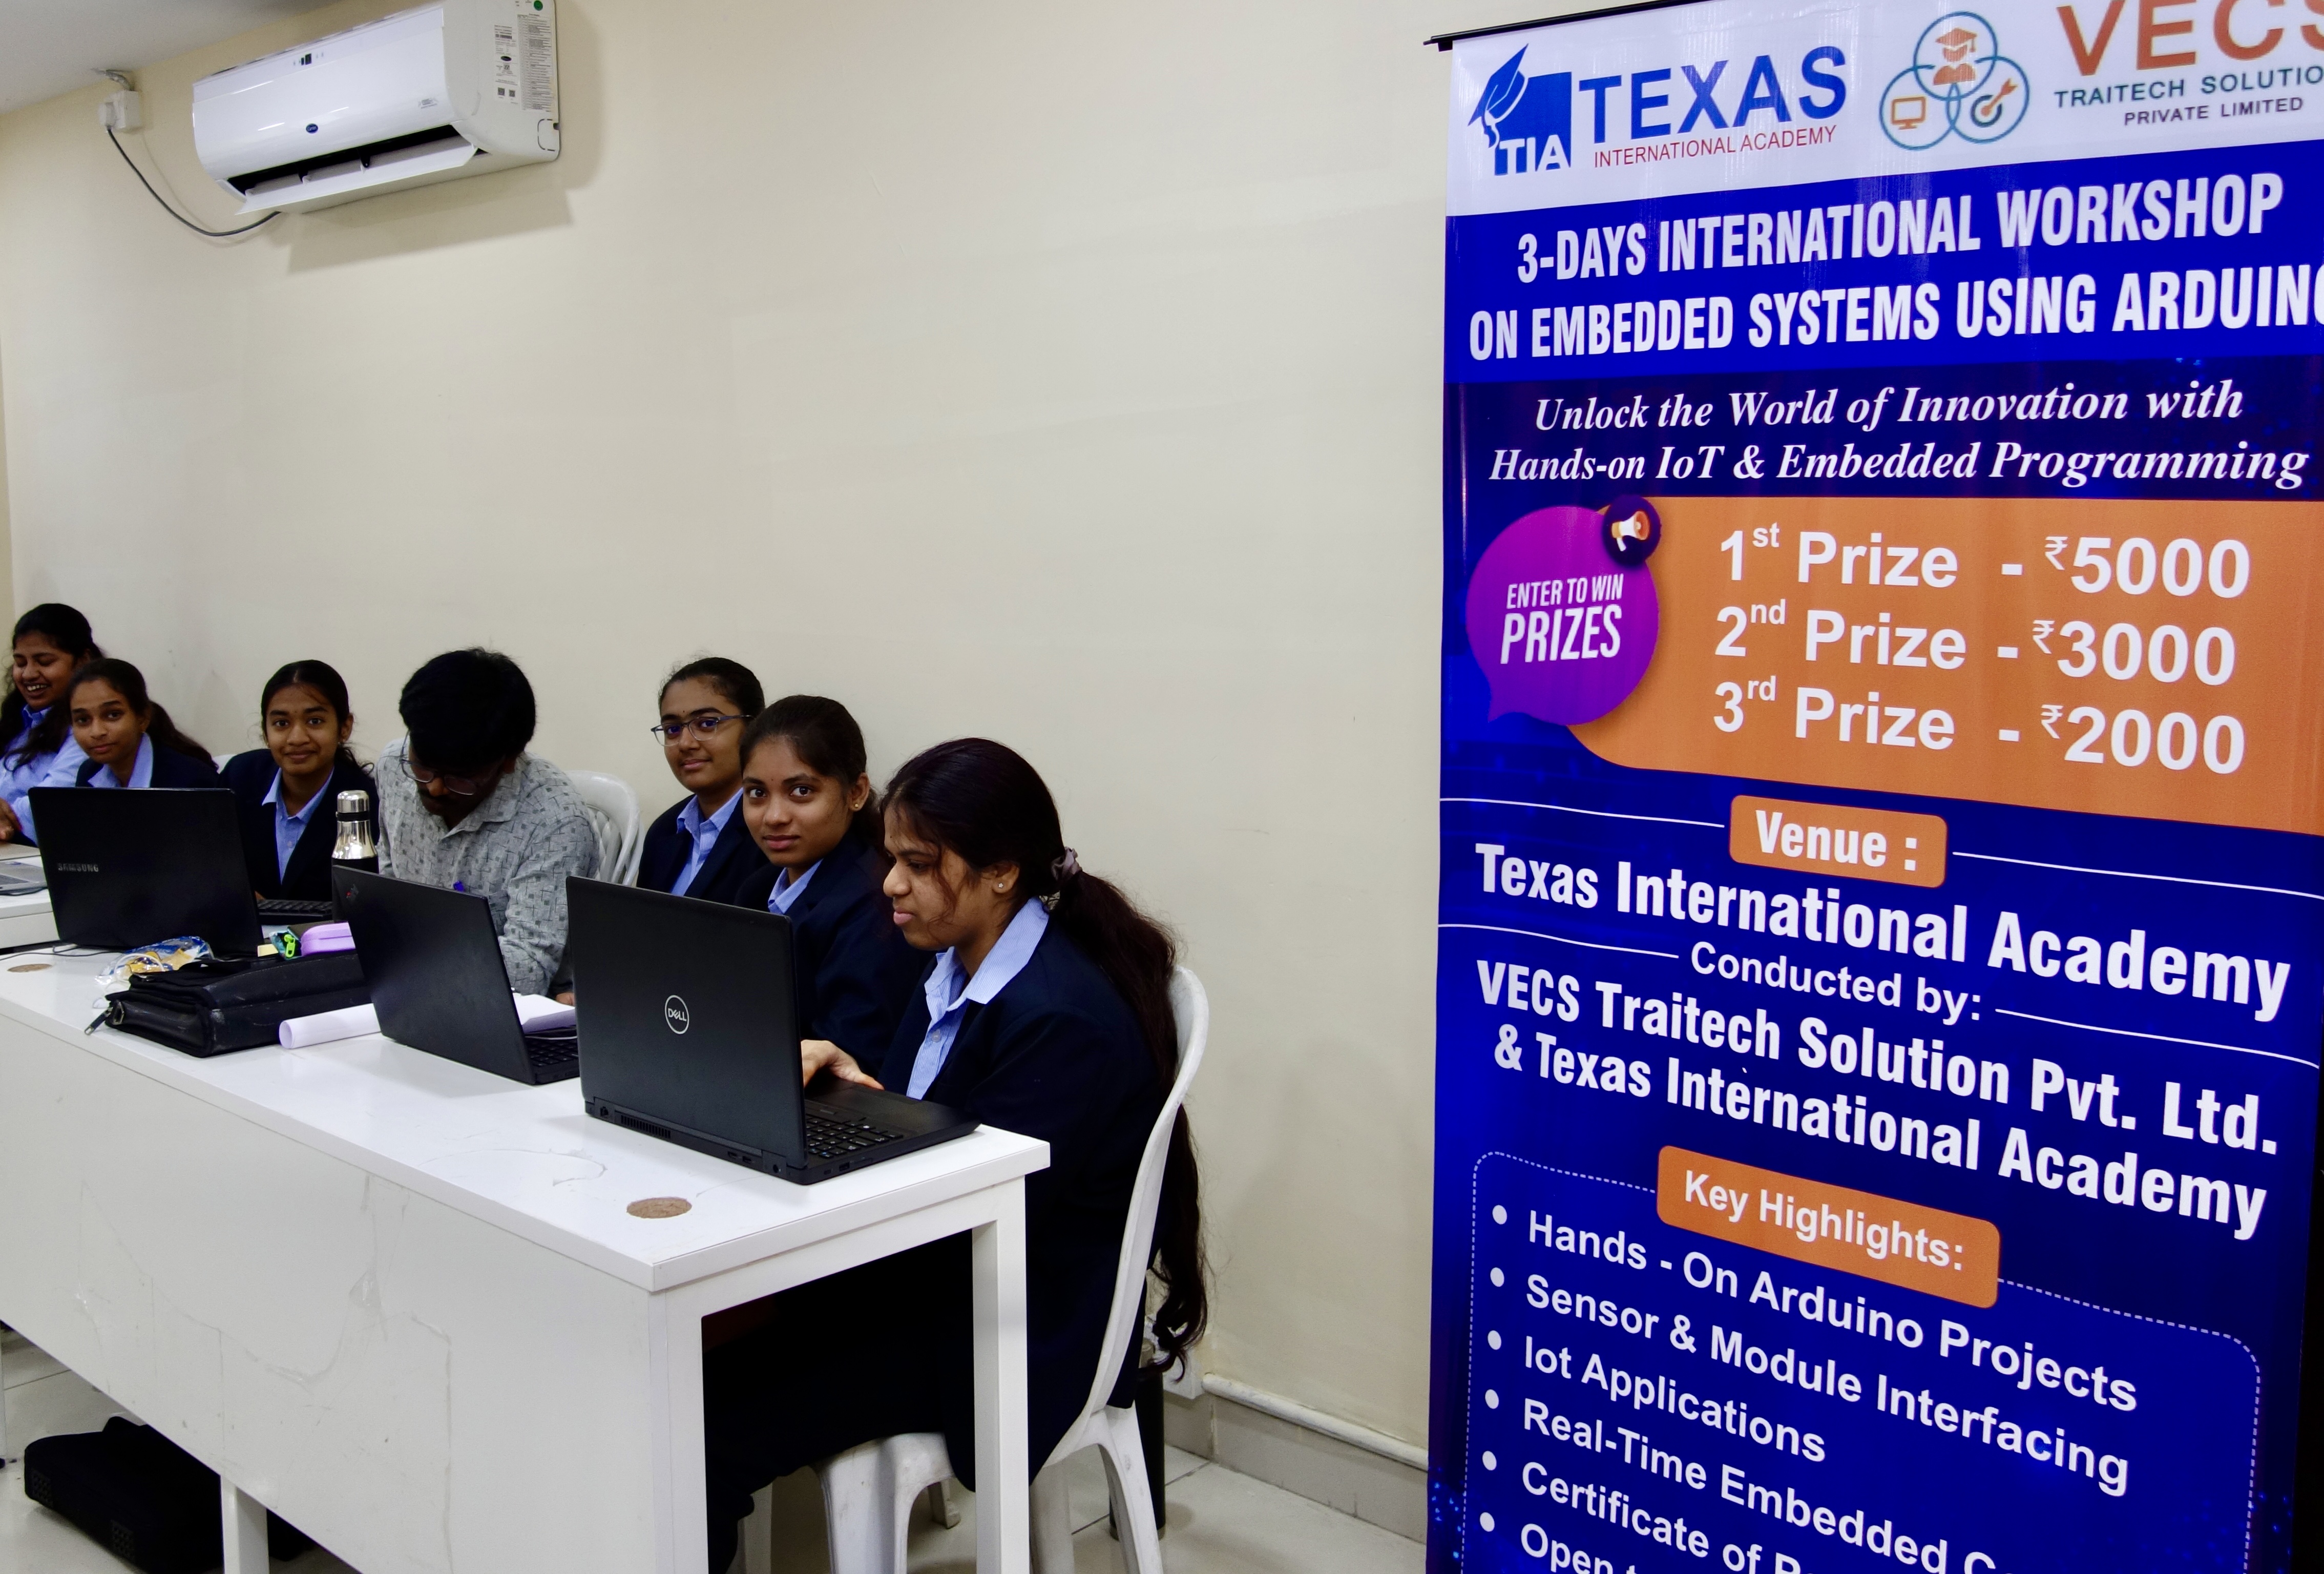 TIA
TEXAS
INTERNATIONAL ACADEMY
VECS
TRAITECH SOLUTIO
PRIVATE LIMITED
3-DAYS INTERNATIONAL WORKSHOP
ON EMBEDDED SYSTEMS USING ARDUINO
Unlock the World of Innovation with
Hands-on IoT & Embedded Programming
ENTER TO WIN
PRIZES
1st Prize - ₹5000
2nd Prize - ₹3000
3rd Prize - ₹2000
Venue :
Texas International Academy
Conducted by:
VECS Traitech Solution Pvt. Ltd.
& Texas International Academy
Key Highlights:
• Hands - On Arduino Projects
• Sensor & Module Interfacing
• Iot Applications
• Real-Time Embedded
• Certificate of
• Open
SAMSUNG
DELL